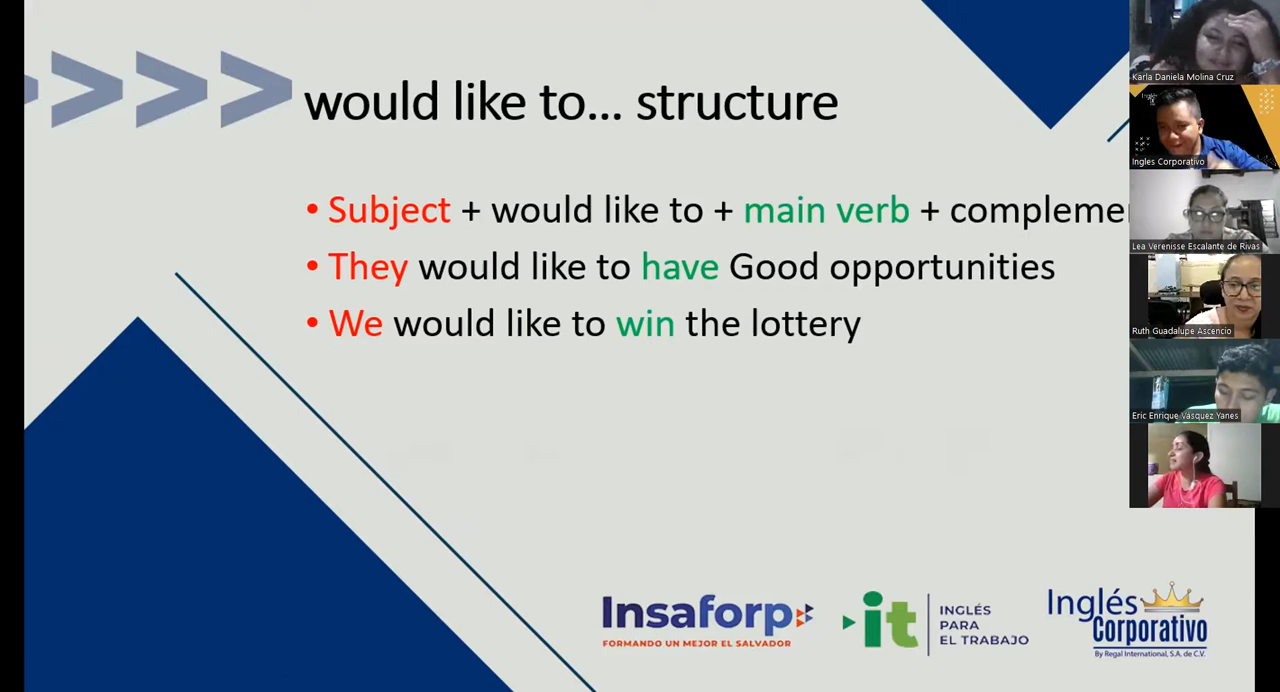 would like to... structure
• Subject + would like to + main verb + compleme
• They would like to have Good opportunities
• We would like to win the lottery
Insaforp
FORMANDO UN MEJOR EL SALVADOR
it
INGLÉS
PARA
EL TRABAJO
Inglés
Corporativo
By Regal International, S.A. de C.V.
Karla Daniela Molina Cruz
Ingles Corporativo
Lea Verenisse Escalante de Rivas
Ruth Guadalupe Ascencio
Eric Enrique Vasquez Yanes